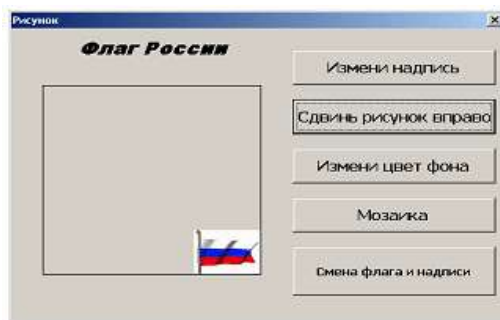 Рисунок
Флаг России
Измени надпись
Сдвинь рисунок вправо
Измени цвет фона
Мозаика
Смена флага и надписи